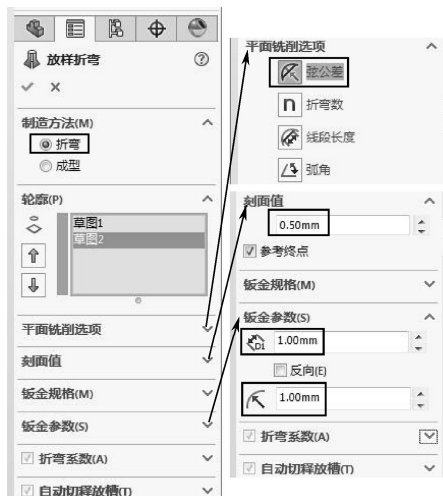 放样折弯
制造方法(M)
折弯
成型
轮廓(P)
草图1
草图2
平面铣削选项
刻面值
钣金规格(M)
钣金参数(S)
折弯系数(A)
自动切释放槽(T)
平面铣削选项
弦公差
折弯数
线段长度
弧角
刻面值
0.50mm
参考终点
钣金规格(M)
钣金参数(S)
1.00mm
反向(E)
1.00mm
折弯系数(A)
自动切释放槽(T)